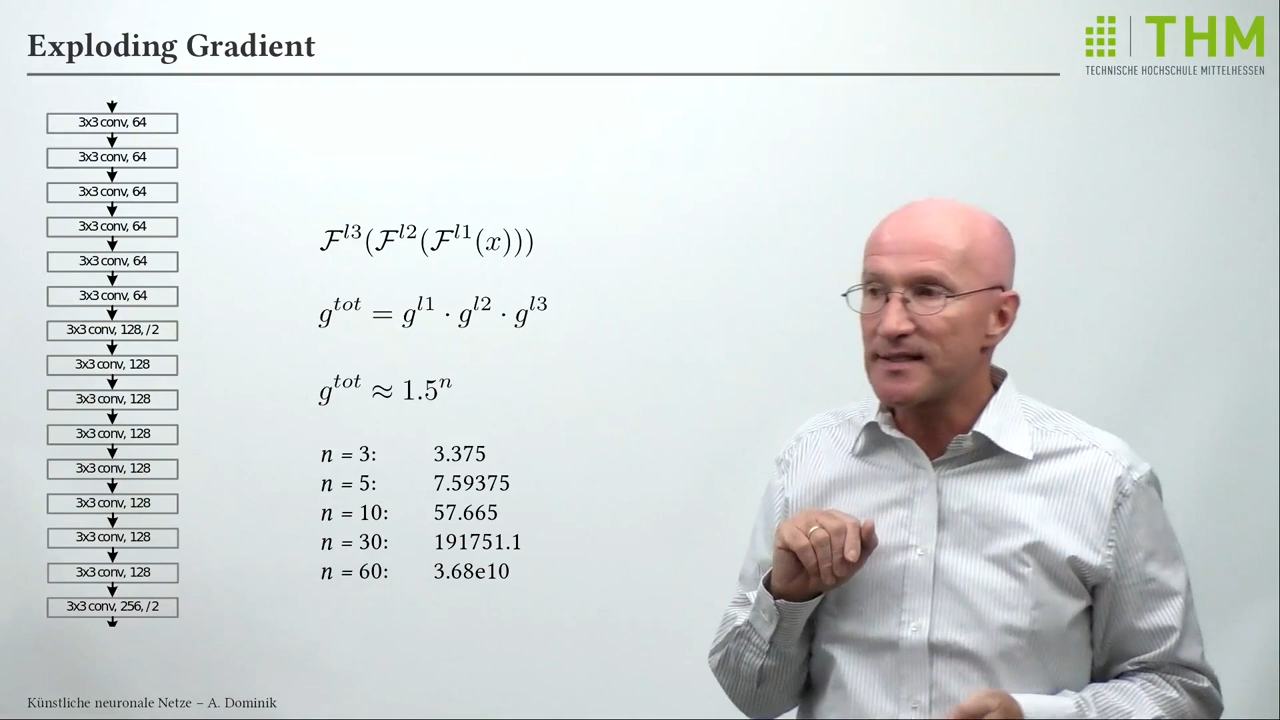 Exploding Gradient
THM
TECHNISCHE HOCHSCHULE MITTELHESSEN
3x3 conv, 64
3x3 conv, 64
3x3 conv, 64
3x3 conv, 64
3x3 conv, 64
3x3 conv, 64
3x3 conv, 128, /2
3x3 conv, 128
3x3 conv, 128
3x3 conv, 128
3x3 conv, 128
3x3 conv, 128
3x3 conv, 128
3x3 conv, 128
3x3 conv, 256, /2
ℱ^{l3}(ℱ^{l2}(ℱ^{l1}(x)))
g^{tot} = g^{l1} · g^{l2} · g^{l3}
g^{tot} ≈ 1.5^n
n = 3: 3.375
n = 5: 7.59375
n = 10: 57.665
n = 30: 191751.1
n = 60: 3.68e10
Künstliche neuronale Netze – A. Dominik